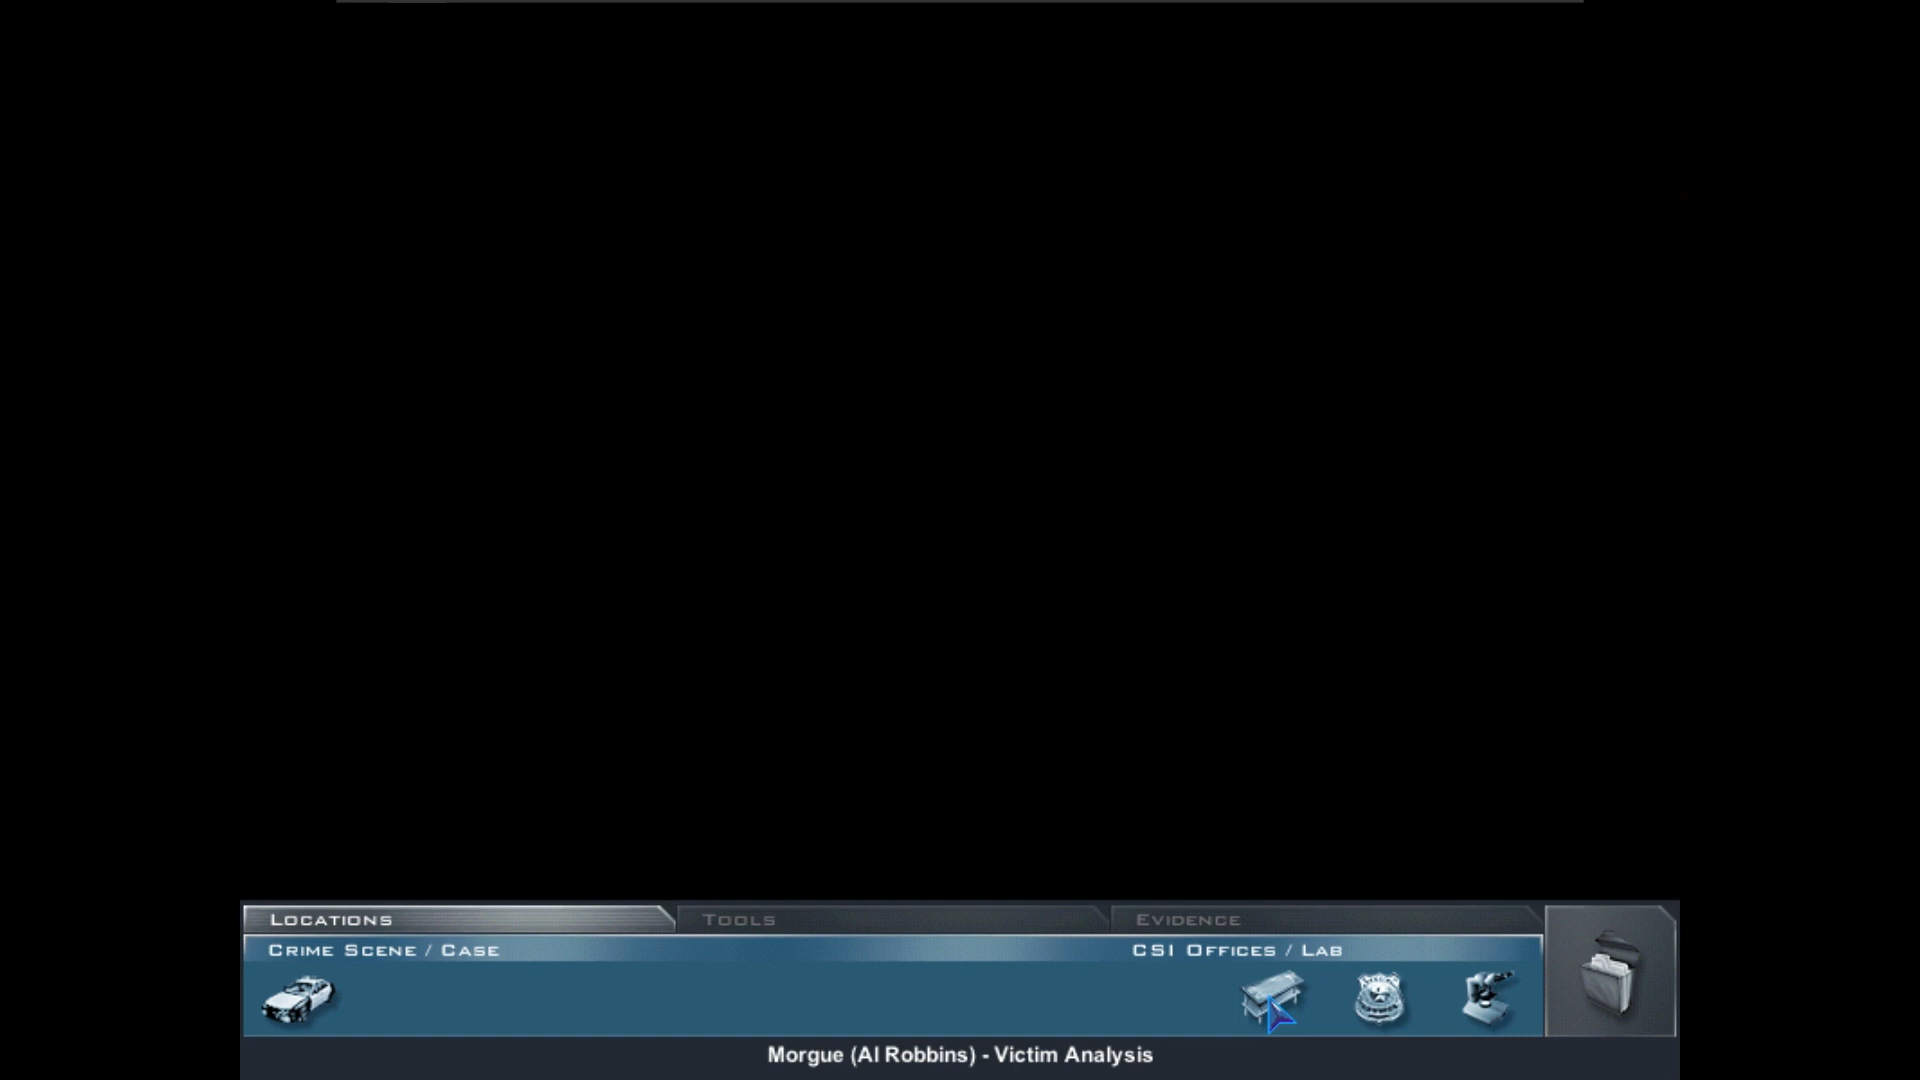 LOCATIONS
TOOLS
EVIDENCE
CRIME SCENE / CASE
CSI OFFICES / LAB
Morgue (Al Robbins) - Victim Analysis